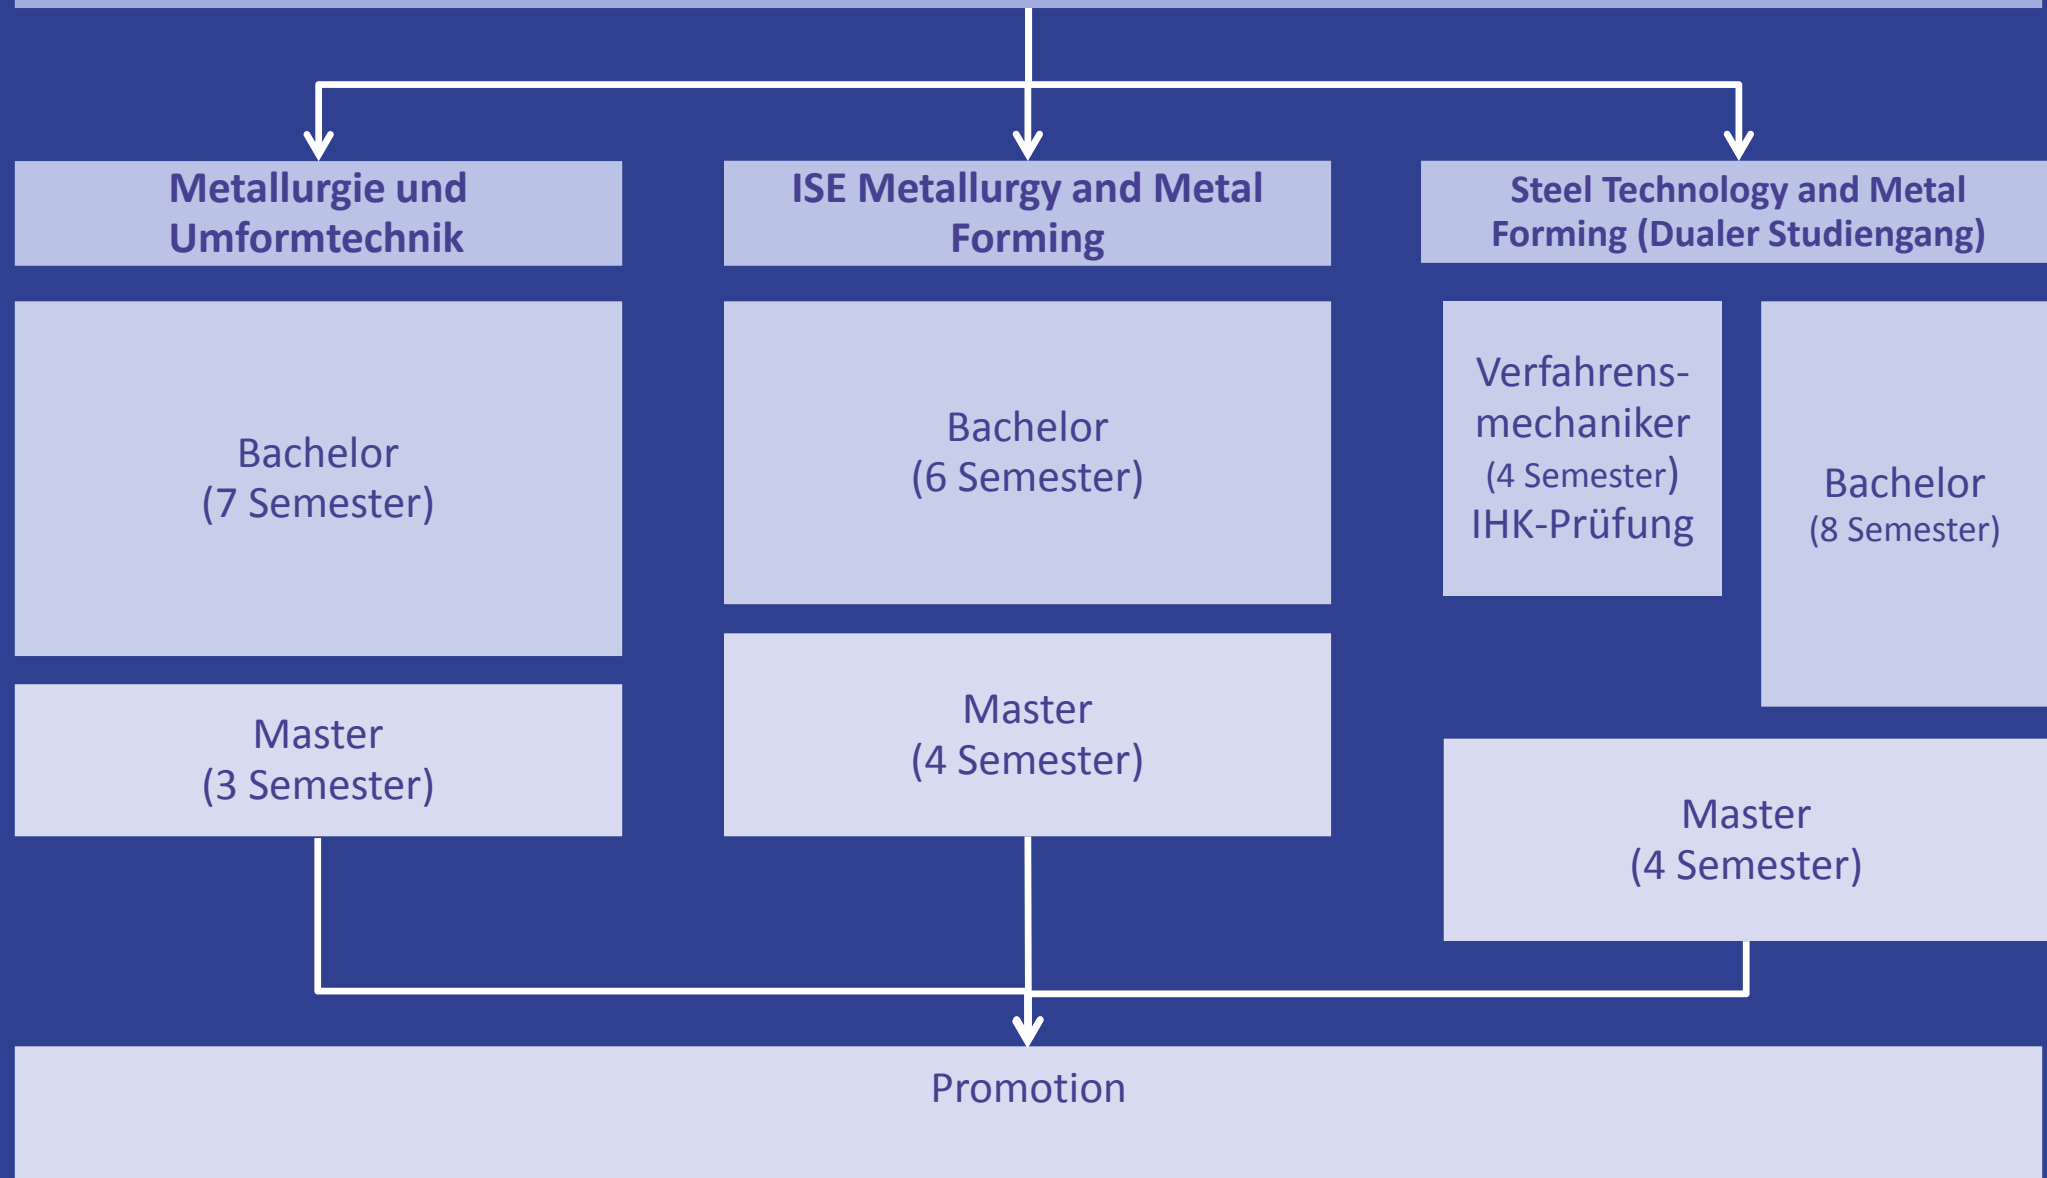 Metallurgie und
Umformtechnik
ISE Metallurgy and Metal
Forming
Steel Technology and Metal
Forming (Dualer Studiengang)
Bachelor
(7 Semester)
Master
(3 Semester)
Bachelor
(6 Semester)
Master
(4 Semester)
Verfahrens-
mechaniker
(4 Semester)
IHK-Prüfung
Bachelor
(8 Semester)
Master
(4 Semester)
Promotion